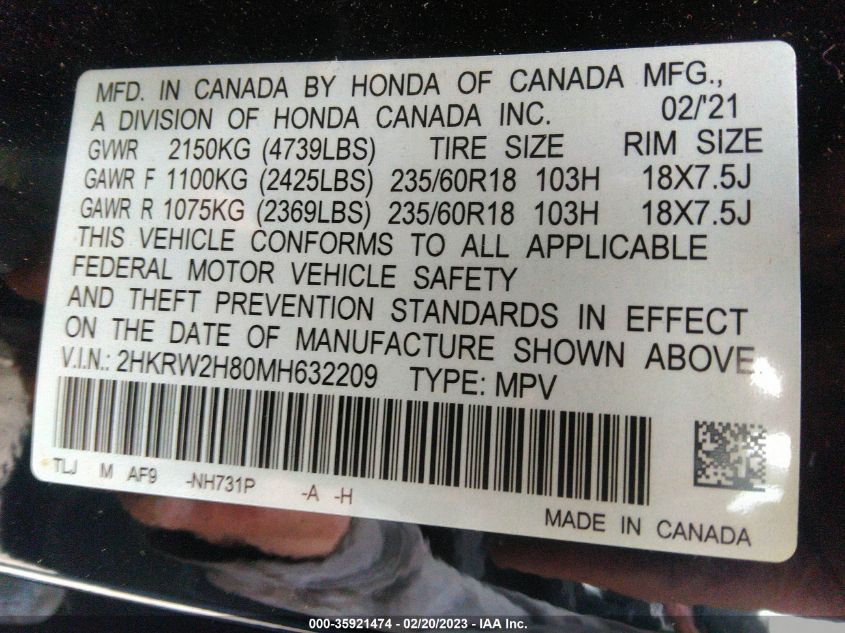 MFD. IN CANADA BY HONDA OF CANADA MFG.,
A DIVISION OF HONDA CANADA INC. 02/'21
GVWR 2150KG (4739LBS) TIRE SIZE RIM SIZE
GAWR F 1100KG (2425LBS) 235/60R18 103H 18X7.5J
GAWR R 1075KG (2369LBS) 235/60R18 103H 18X7.5J
THIS VEHICLE CONFORMS TO ALL APPLICABLE
FEDERAL MOTOR VEHICLE SAFETY
AND THEFT PREVENTION STANDARDS IN EFFECT
ON THE DATE OF MANUFACTURE SHOWN ABOVE.
V.I.N.: 2HKRW2H80MH632209 TYPE: MPV
TLJ M AF9 -NH731P -A -H
MADE IN CANADA
000-35921474 - 02/20/2023 - IAA Inc.